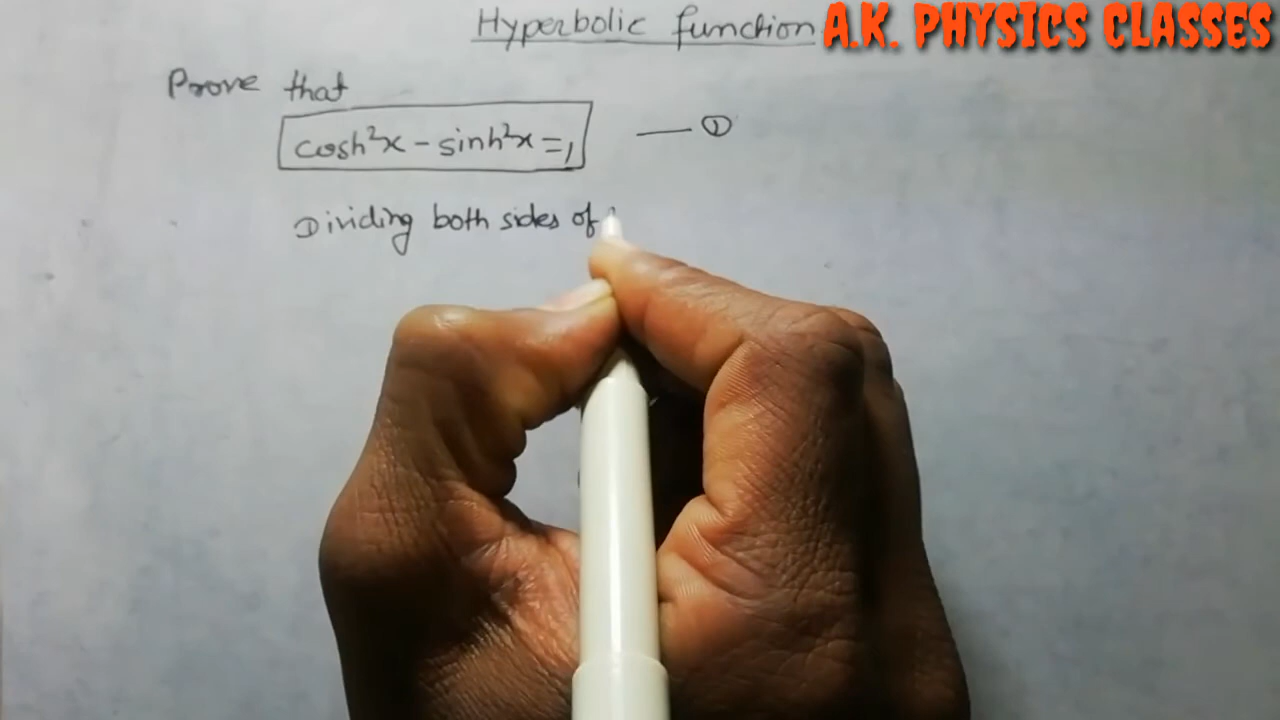 Hyperbolic function
A.K. PHYSICS CLASSES
Prove that
cosh²x - sinh²x = 1 — ①
Dividing both sides of